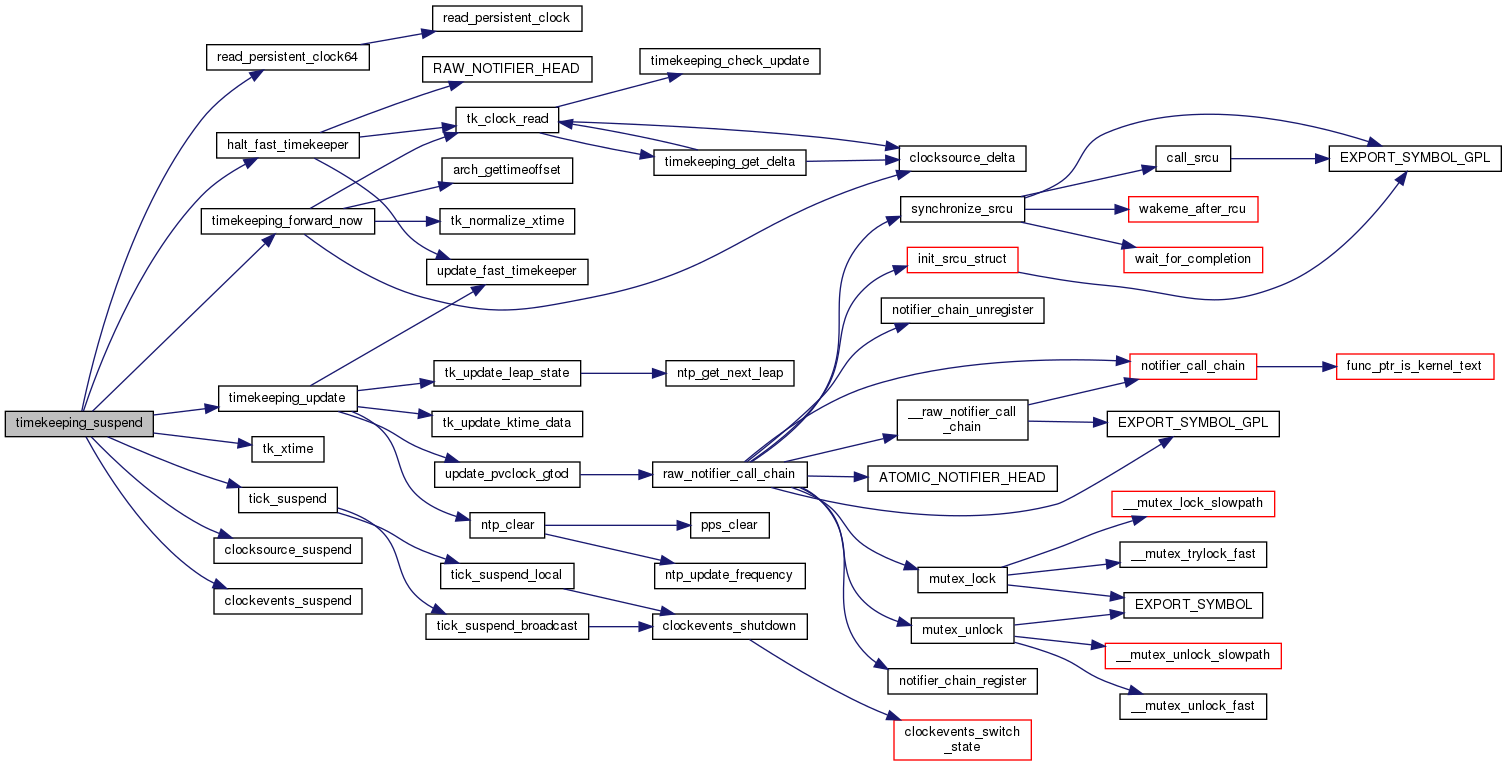 read_persistent_clock
read_persistent_clock64
RAW_NOTIFIER_HEAD
timekeeping_check_update
halt_fast_timekeeper
tk_clock_read
timekeeping_get_delta
clocksource_delta
call_srcu
EXPORT_SYMBOL_GPL
arch_gettimeoffset
timekeeping_forward_now
tk_normalize_xtime
synchronize_srcu
wakeme_after_rcu
update_fast_timekeeper
init_srcu_struct
wait_for_completion
notifier_chain_unregister
timekeeping_update
tk_update_leap_state
ntp_get_next_leap
notifier_call_chain
func_ptr_is_kernel_text
timekeeping_suspend
tk_update_ktime_data
__raw_notifier_call
_chain
EXPORT_SYMBOL_GPL
tk_xtime
update_pvclock_gtod
raw_notifier_call_chain
ATOMIC_NOTIFIER_HEAD
tick_suspend
ntp_clear
pps_clear
__mutex_lock_slowpath
clocksource_suspend
__mutex_trylock_fast
tick_suspend_local
ntp_update_frequency
mutex_lock
EXPORT_SYMBOL
clockevents_suspend
tick_suspend_broadcast
clockevents_shutdown
mutex_unlock
__mutex_unlock_slowpath
notifier_chain_register
__mutex_unlock_fast
clockevents_switch
_state